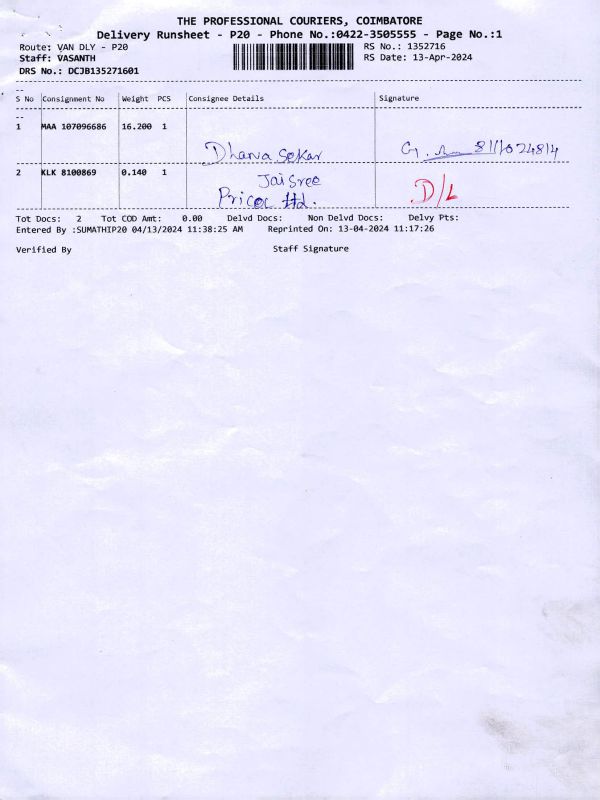 THE PROFESSIONAL COURIERS, COIMBATORE
Delivery Runsheet - P20 - Phone No.:0422-3505555 - Page No.:1
Route: VAN DLY - P20
Staff: VASANTH
DRS No.: DCJB135271601
RS No.: 1352716
RS Date: 13-Apr-2024
S No Consignment No Weight PCS Consignee Details Signature
1 MAA 107096686 16.200 1
Dhana Sekar
2 KLK 8100869 0.140 1 Jai Sree D/L
Pricol ltd.
Tot Docs: 2 Tot COD Amt: 0.00 Delvd Docs: Non Delvd Docs: Delvy Pts:
Entered By :SUMATHIP20 04/13/2024 11:38:25 AM Reprinted On: 13-04-2024 11:17:26
Verified By Staff Signature